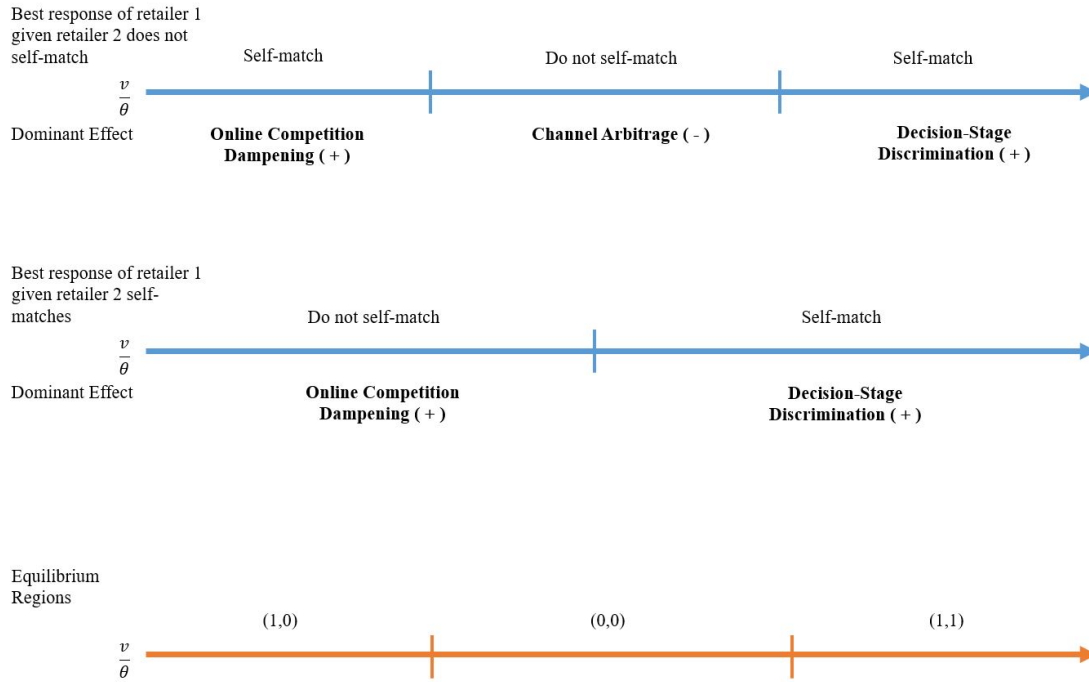 Best response of retailer 1
given retailer 2 does not
self-match
Self-match
Do not self-match
Self-match
v
θ
Dominant Effect
Online Competition
Dampening ( + )
Channel Arbitrage ( - )
Decision-Stage
Discrimination ( + )
Best response of retailer 1
given retailer 2 self-
matches
Do not self-match
Self-match
v
θ
Dominant Effect
Online Competition
Dampening ( + )
Decision-Stage
Discrimination ( + )
Equilibrium
Regions
(1,0)
(0,0)
(1,1)
v
θ